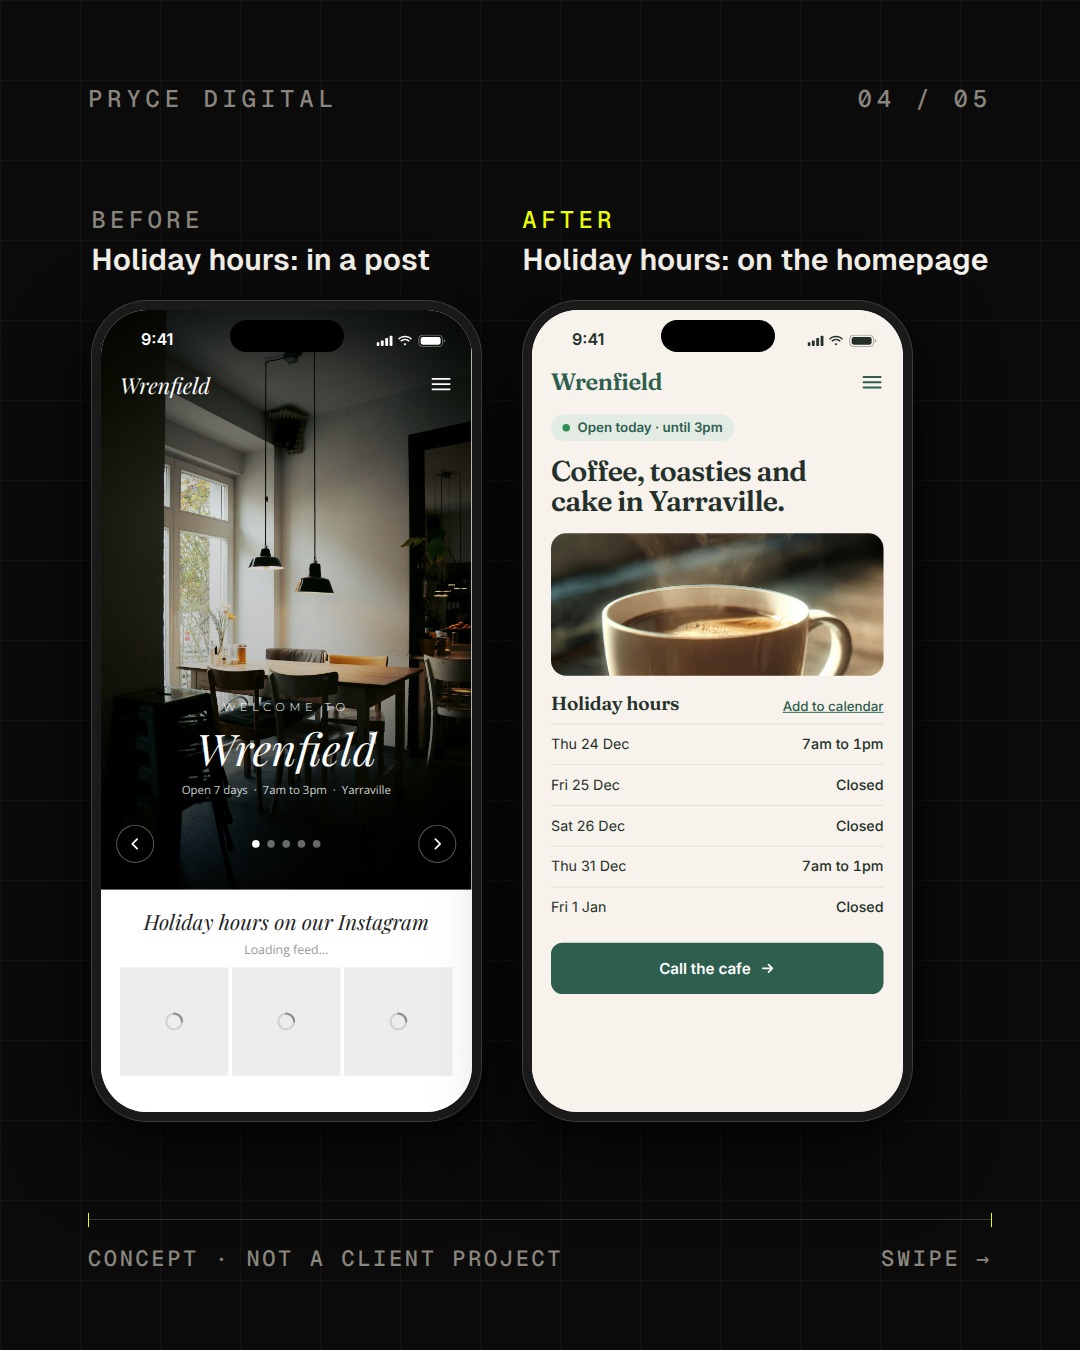 PRYCE DIGITAL
04 / 05
BEFORE
Holiday hours: in a post
9:41
Wrenfield
WELCOME TO
Wrenfield
Open 7 days · 7am to 3pm · Yarraville
Holiday hours on our Instagram
Loading feed...
AFTER
Holiday hours: on the homepage
9:41
Wrenfield
Open today · until 3pm
Coffee, toasties and
cake in Yarraville.
Holiday hours
Add to calendar
Thu 24 Dec 7am to 1pm
Fri 25 Dec Closed
Sat 26 Dec Closed
Thu 31 Dec 7am to 1pm
Fri 1 Jan Closed
Call the cafe →
CONCEPT · NOT A CLIENT PROJECT
SWIPE →